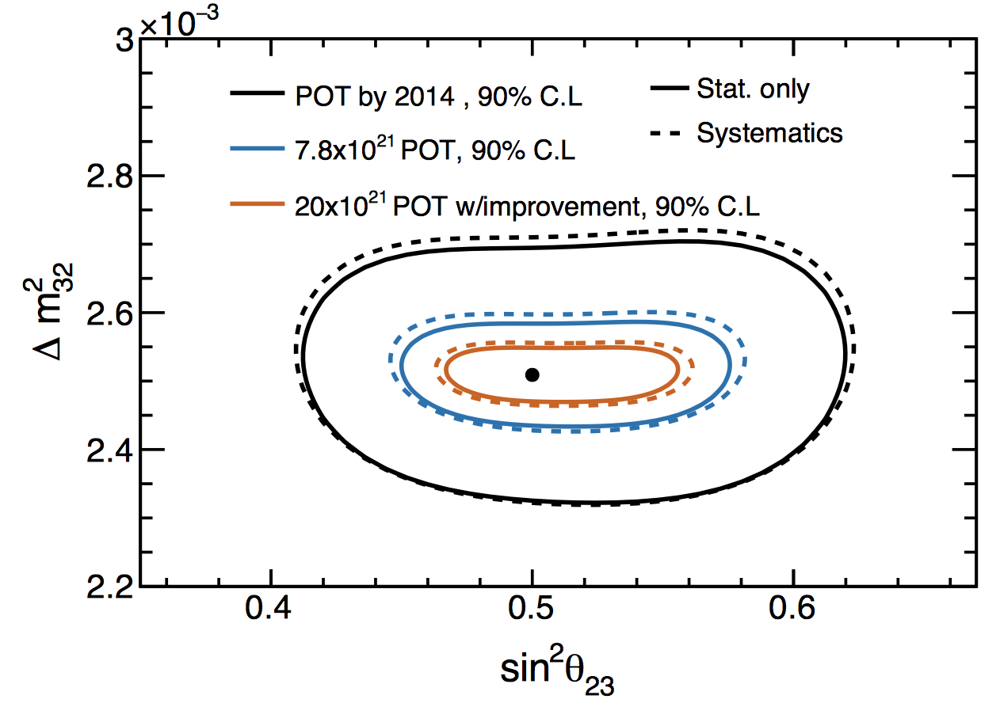 ×10⁻³
3
POT by 2014 , 90% C.L
Stat. only
7.8x10²¹ POT, 90% C.L
Systematics
20x10²¹ POT w/improvement, 90% C.L
2.8
2.6
2.4
2.2
Δ m²₃₂
0.4 0.5 0.6
sin²θ₂₃